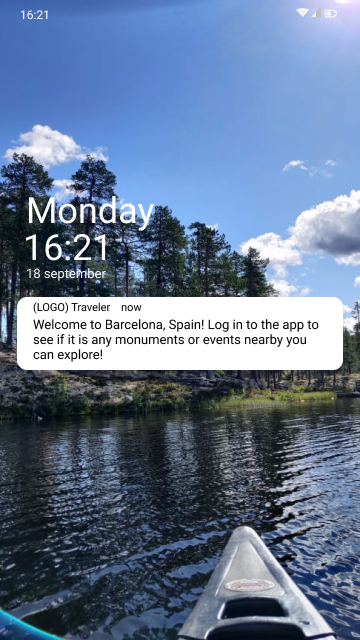 16:21
Monday
16:21
18 september
(LOGO) Traveler now
Welcome to Barcelona, Spain! Log in to the app to
see if it is any monuments or events nearby you
can explore!